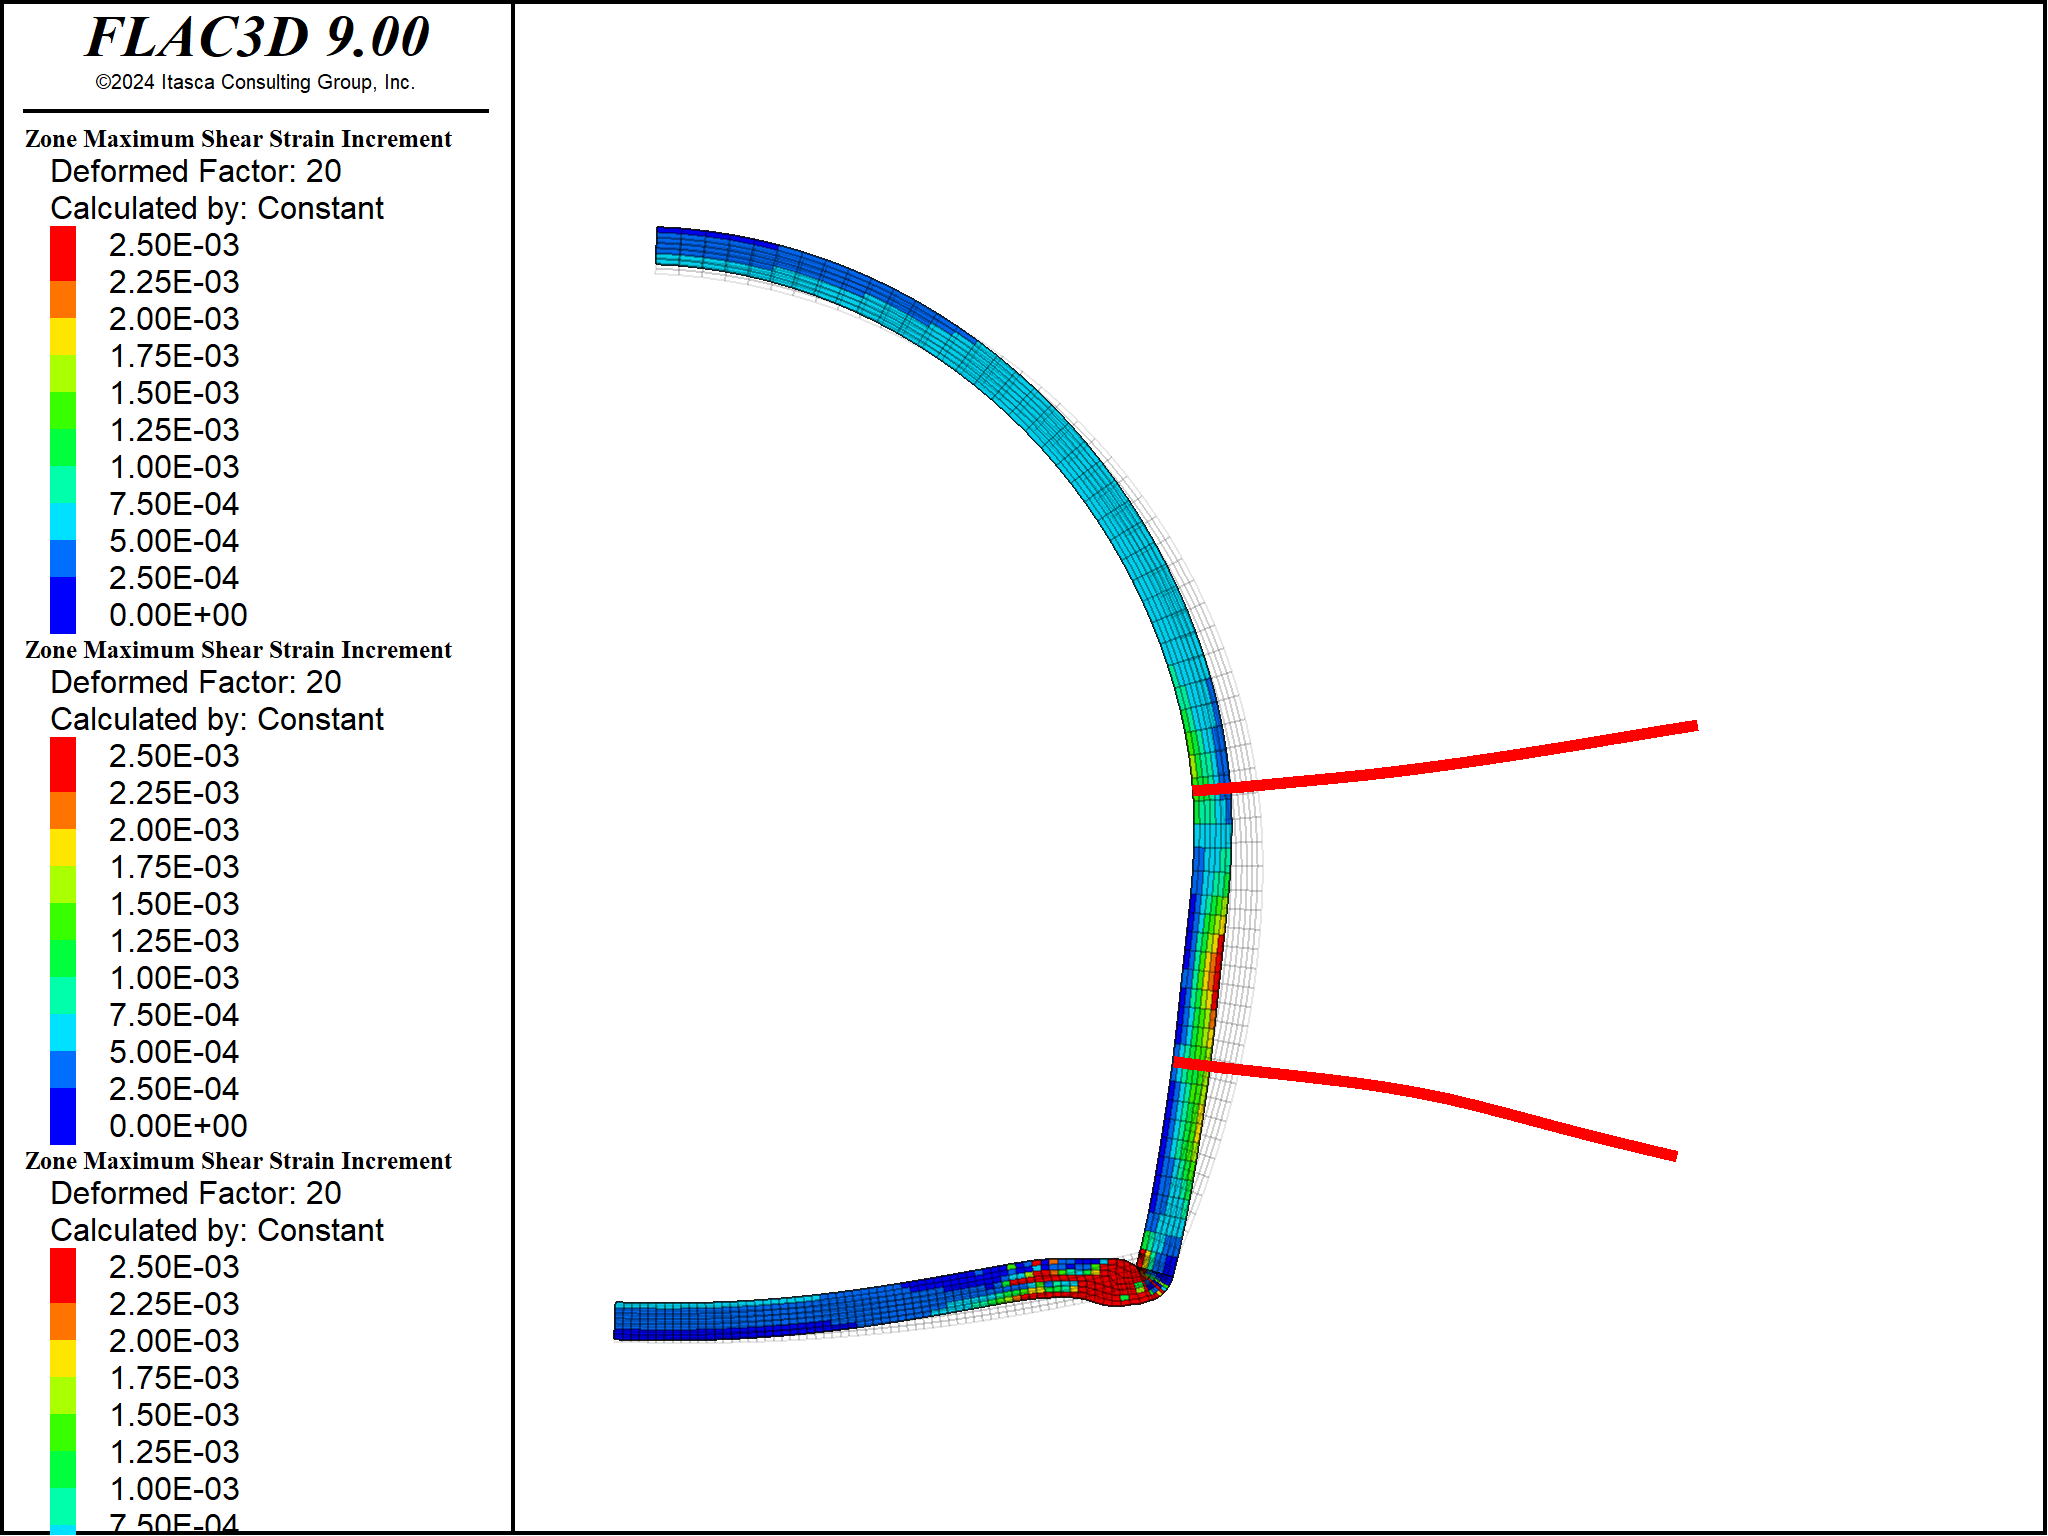 FLAC3D 9.00
©2024 Itasca Consulting Group, Inc.
Zone Maximum Shear Strain Increment
Deformed Factor: 20
Calculated by: Constant
2.50E-03
2.25E-03
2.00E-03
1.75E-03
1.50E-03
1.25E-03
1.00E-03
7.50E-04
5.00E-04
2.50E-04
0.00E+00
Zone Maximum Shear Strain Increment
Deformed Factor: 20
Calculated by: Constant
2.50E-03
2.25E-03
2.00E-03
1.75E-03
1.50E-03
1.25E-03
1.00E-03
7.50E-04
5.00E-04
2.50E-04
0.00E+00
Zone Maximum Shear Strain Increment
Deformed Factor: 20
Calculated by: Constant
2.50E-03
2.25E-03
2.00E-03
1.75E-03
1.50E-03
1.25E-03
1.00E-03
7.50E-04